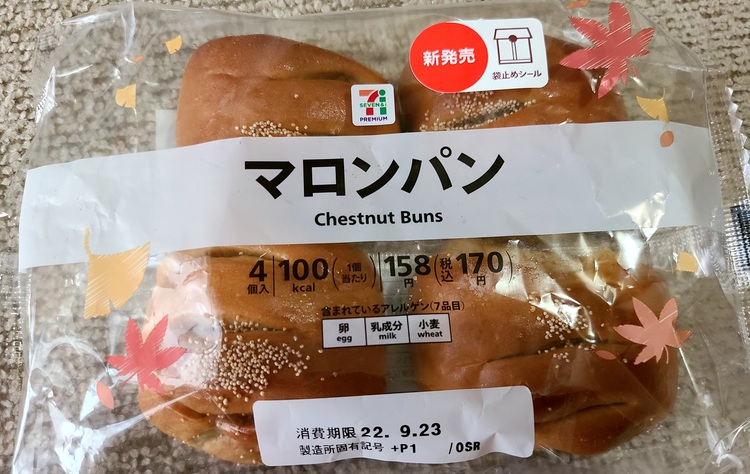 新発売
袋止めシール
7
SEVEN&i
PREMIUM
マロンパン
Chestnut Buns
4個入 100kcal (1個当たり) 158円 (税込170円)
含まれているアレルゲン(7品目)
卵 乳成分 小麦
egg milk wheat
消費期限 22. 9.23
製造所固有記号 +P1 /OSR